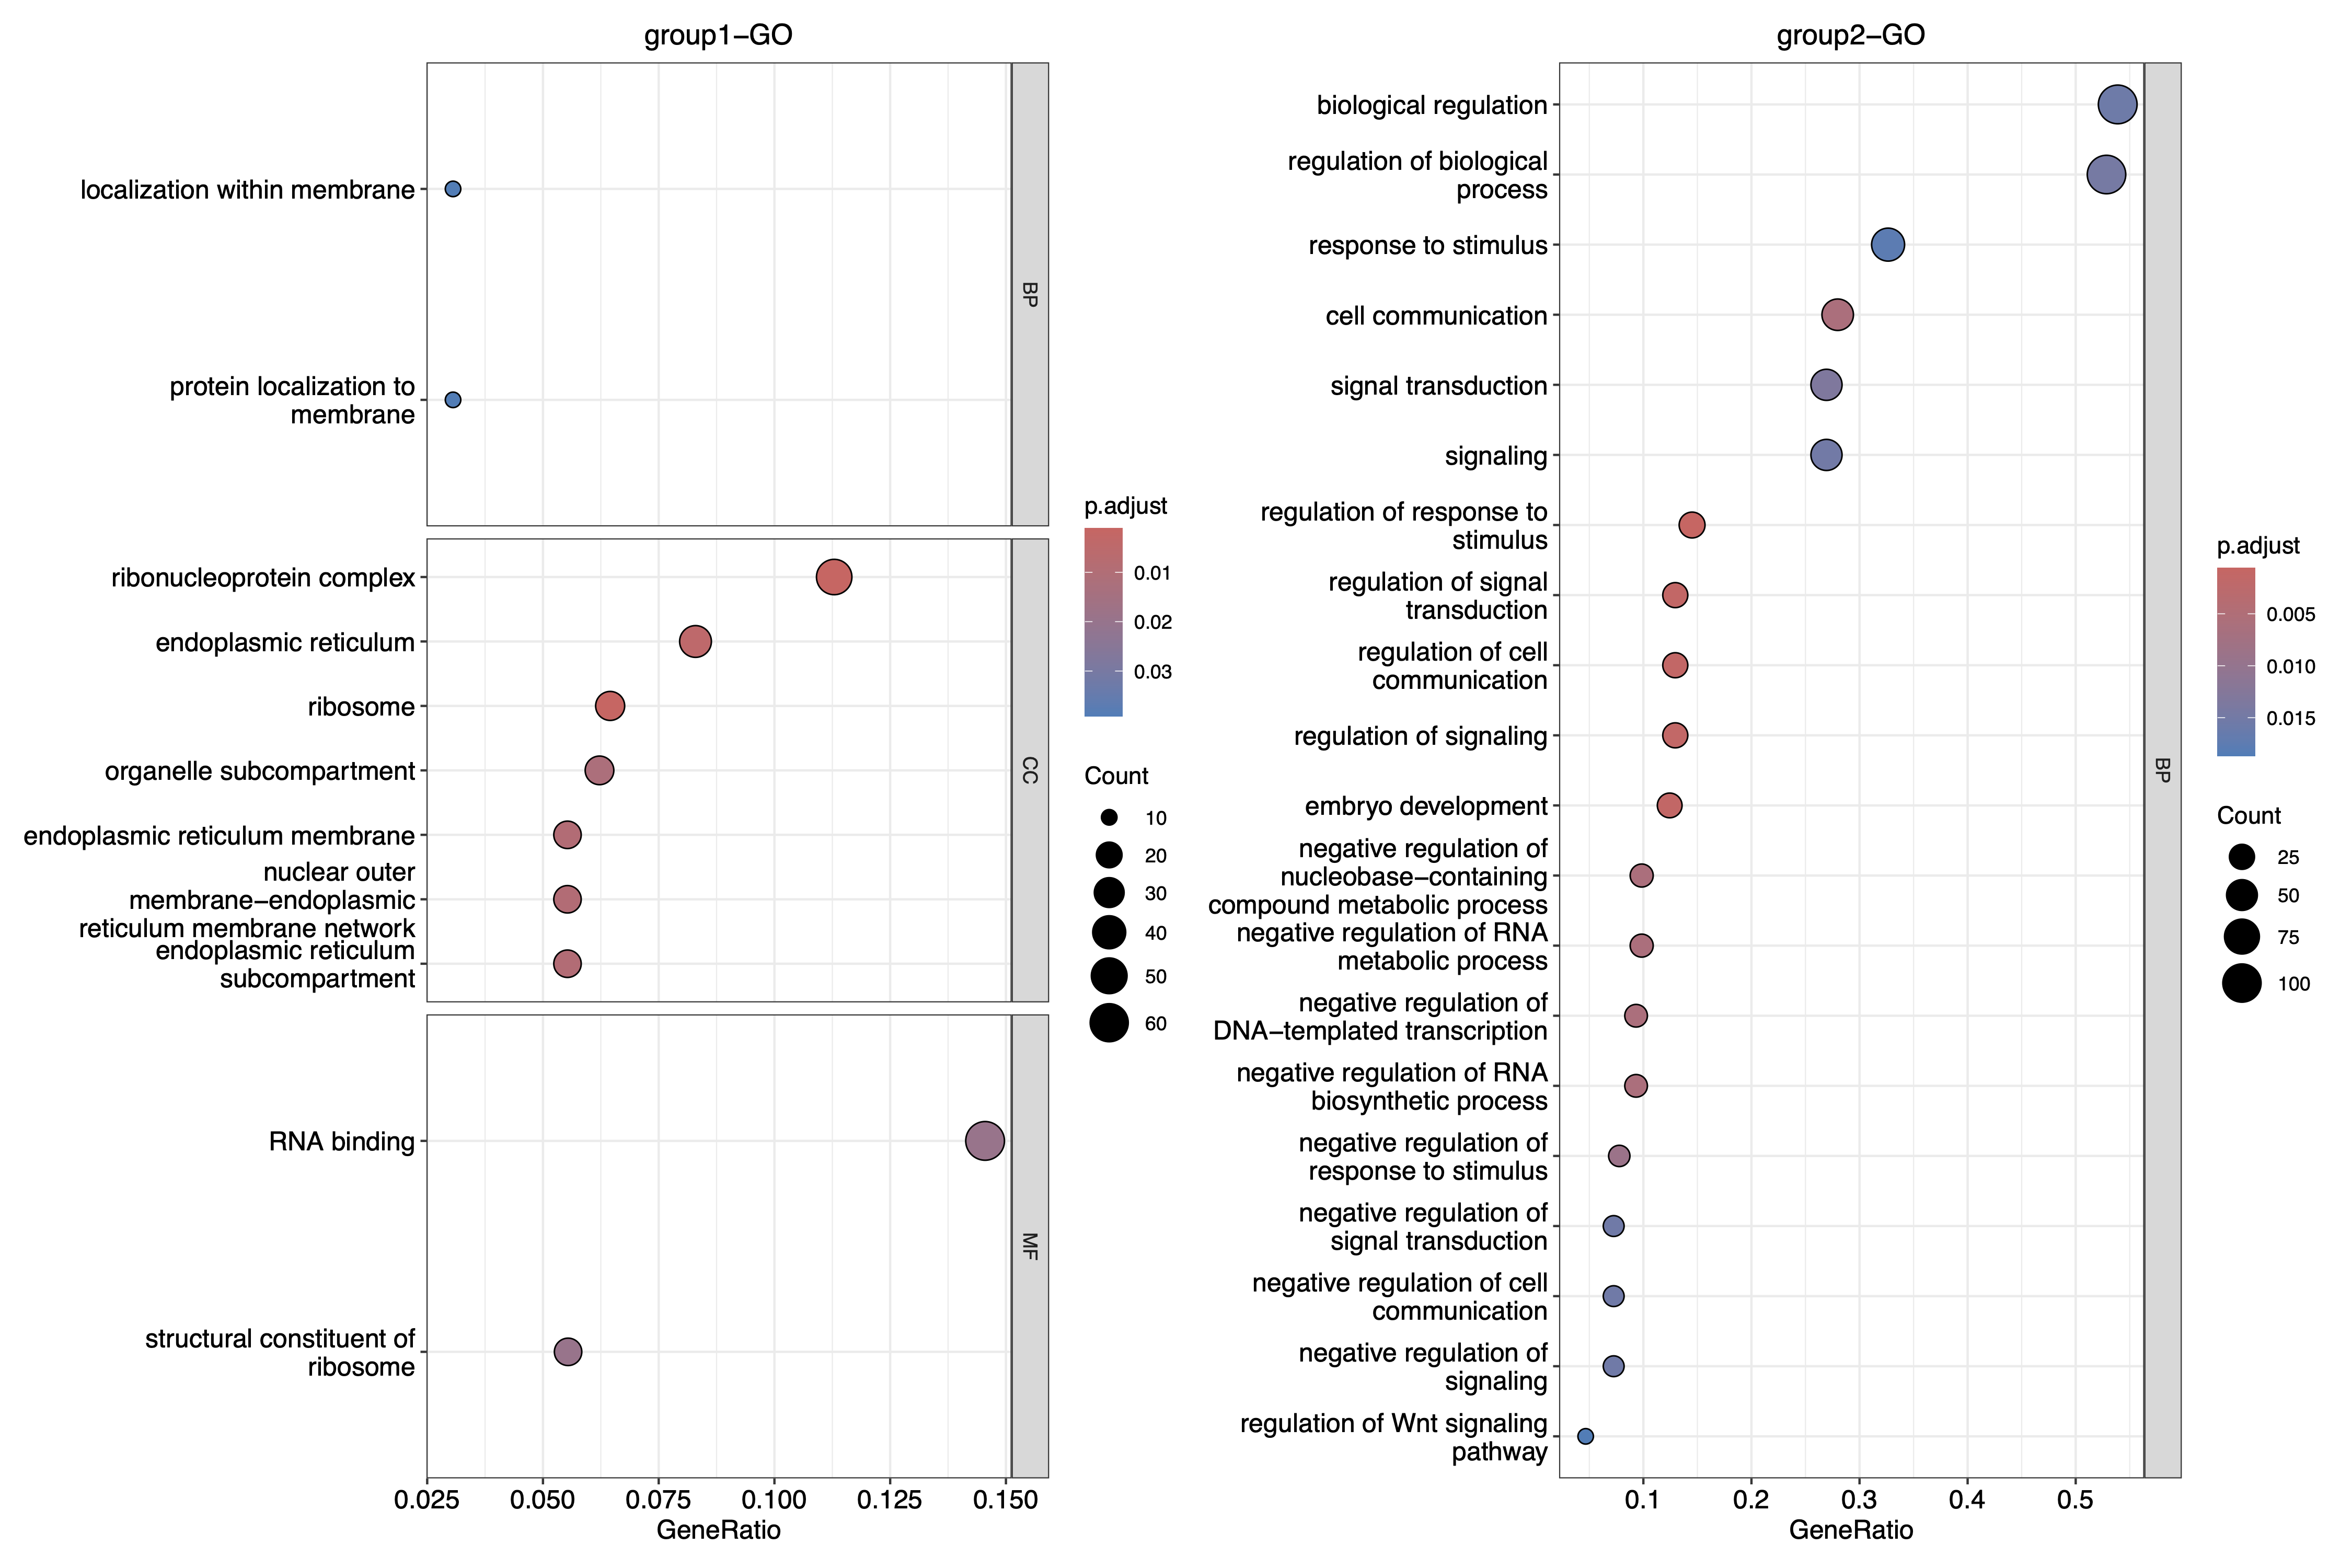 group1−GO
localization within membrane
protein localization to
membrane
BP
ribonucleoprotein complex
endoplasmic reticulum
ribosome
organelle subcompartment
endoplasmic reticulum membrane
nuclear outer
membrane−endoplasmic
reticulum membrane network
endoplasmic reticulum
subcompartment
CC
RNA binding
structural constituent of
ribosome
MF
0.025 0.050 0.075 0.100 0.125 0.150
GeneRatio
p.adjust
0.01
0.02
0.03
Count
10
20
30
40
50
60
group2−GO
biological regulation
regulation of biological
process
response to stimulus
cell communication
signal transduction
signaling
regulation of response to
stimulus
regulation of signal
transduction
regulation of cell
communication
regulation of signaling
embryo development
negative regulation of
nucleobase−containing
compound metabolic process
negative regulation of RNA
metabolic process
negative regulation of
DNA−templated transcription
negative regulation of RNA
biosynthetic process
negative regulation of
response to stimulus
negative regulation of
signal transduction
negative regulation of cell
communication
negative regulation of
signaling
regulation of Wnt signaling
pathway
BP
0.1 0.2 0.3 0.4 0.5
GeneRatio
p.adjust
0.005
0.010
0.015
Count
25
50
75
100